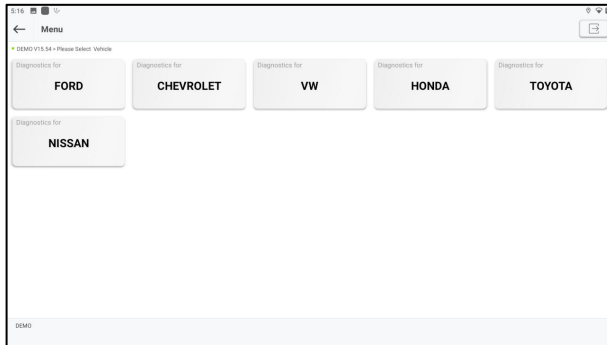 5:16
Menu
DEMO V15.54 > Please Select Vehicle
Diagnostics for
FORD
Diagnostics for
CHEVROLET
Diagnostics for
VW
Diagnostics for
HONDA
Diagnostics for
TOYOTA
Diagnostics for
NISSAN
DEMO